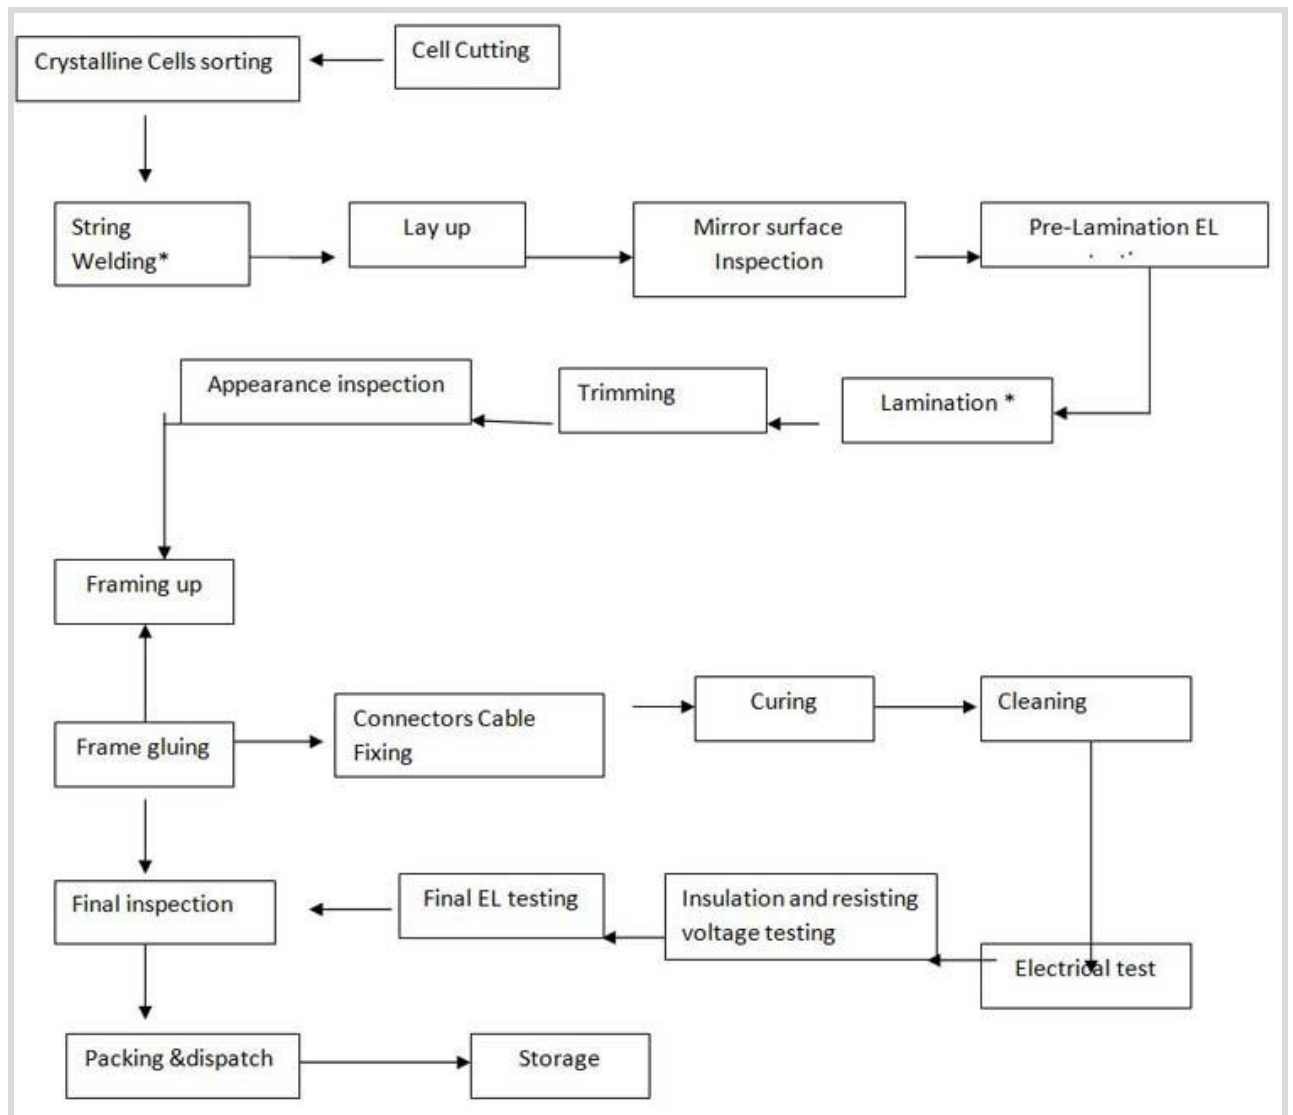 Cell Cutting
Crystalline Cells sorting
String
Welding*
Lay up
Mirror surface
Inspection
Pre-Lamination EL
Appearance inspection
Trimming
Lamination *
Framing up
Frame gluing
Connectors Cable
Fixing
Curing
Cleaning
Final inspection
Final EL testing
Insulation and resisting
voltage testing
Electrical test
Packing &dispatch
Storage